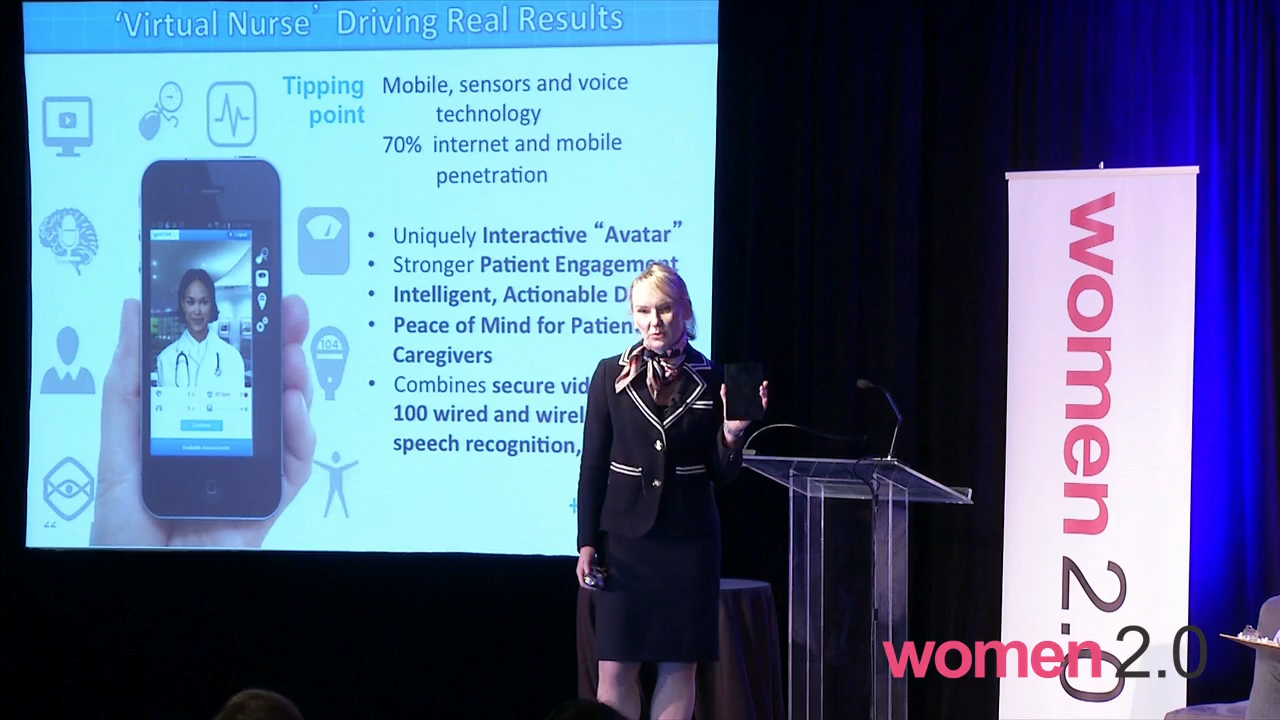 ‘Virtual Nurse’ Driving Real Results
Tipping
point
Mobile, sensors and voice
technology
70% internet and mobile
penetration
• Uniquely Interactive “Avatar”
• Stronger Patient Engagement
• Intelligent, Actionable
• Peace of Mind for
Caregivers
• Combines secure
100 wired and
speech recognition,
104
22
women 2.0
women 2.0